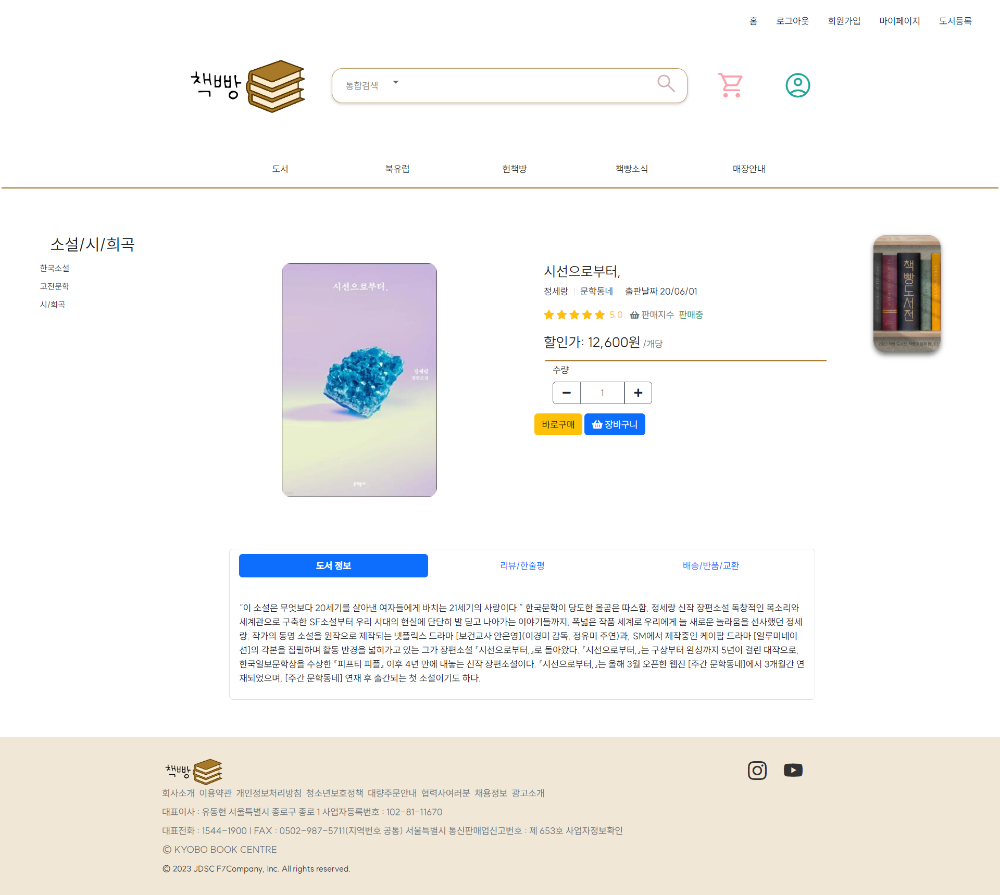 홈 로그아웃 회원가입 마이페이지 도서등록
책빵
통합검색
도서 북유럽 헌책방 책빵소식 매장안내
소설/시/희곡
한국소설
고전문학
시/희곡
시선으로부터,
정세랑
장편소설
문학동네
시선으로부터,
정세랑 | 문학동네 | 출판날짜 20/06/01
5.0 판매지수 판매중
할인가: 12,600원 /개당
수량
1
바로구매 장바구니
책빵도서전
2023 책빵 도서전, 책빵이 함께 합니다.
도서 정보 리뷰/한줄평 배송/반품/교환
“이 소설은 무엇보다 20세기를 살아낸 여자들에게 바치는 21세기의 사랑이다.” 한국문학이 당도한 올곧은 따스함, 정세랑 신작 장편소설 독창적인 목소리와
세계관으로 구축한 SF소설부터 우리 시대의 현실에 단단히 발 딛고 나아가는 이야기들까지, 폭넓은 작품 세계로 우리에게 늘 새로운 놀라움을 선사했던 정세
랑. 작가의 동명 소설을 원작으로 제작되는 넷플릭스 드라마 [보건교사 안은영](이경미 감독, 정유미 주연)과, SM에서 제작중인 케이팝 드라마 [일루미네이
션]의 각본을 집필하며 활동 반경을 넓혀가고 있는 그가 장편소설 『시선으로부터,』로 돌아왔다. 『시선으로부터,』는 구상부터 완성까지 5년이 걸린 대작으로,
한국일보문학상을 수상한 『피프티 피플』 이후 4년 만에 내놓는 신작 장편소설이다. 『시선으로부터,』는 올해 3월 오픈한 웹진 [주간 문학동네]에서 3개월간 연
재되었으며, [주간 문학동네] 연재 후 출간되는 첫 소설이기도 하다.
책빵
회사소개 이용약관 개인정보처리방침 청소년보호정책 대량주문안내 협력사여러분 채용정보 광고소개
대표이사 : 유동현 서울특별시 종로구 종로 1 사업자등록번호 : 102-81-11670
대표전화 : 1544-1900 | FAX : 0502-987-5711(지역번호 공통) 서울특별시 통신판매업신고번호 : 제 653호 사업자정보확인
© KYOBO BOOK CENTRE
© 2023 JDSC F7Company, Inc. All rights reserved.